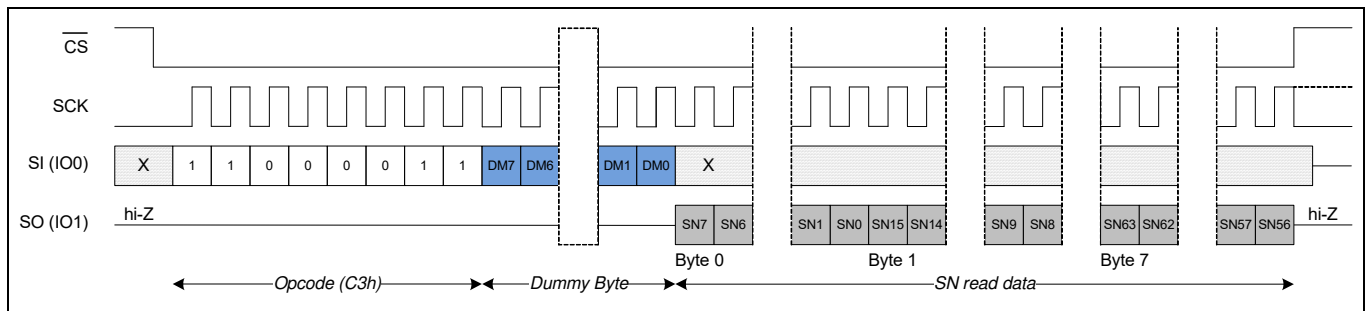 CS
SCK
SI (IO0) X 1 1 0 0 0 0 1 1 DM7 DM6 DM1 DM0 X
SO (IO1) hi-Z SN7 SN6 SN1 SN0 SN15 SN14 SN9 SN8 SN63 SN62 SN57 SN56 hi-Z
Byte 0 Byte 1 Byte 7
Opcode (C3h) Dummy Byte SN read data